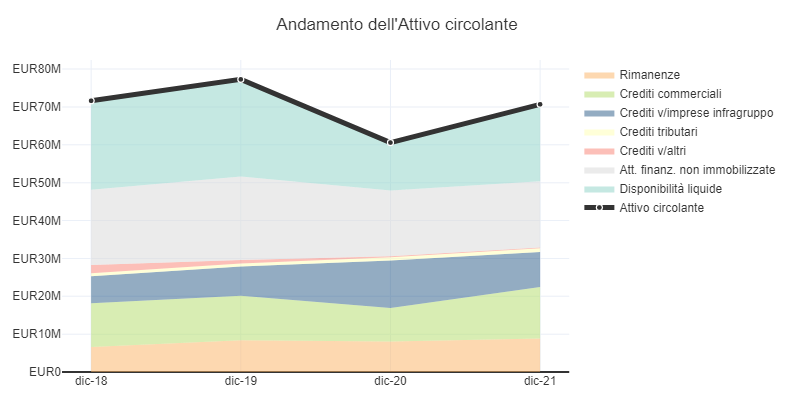 Andamento dell'Attivo circolante
EUR80M
EUR70M
EUR60M
EUR50M
EUR40M
EUR30M
EUR20M
EUR10M
EUR0
dic-18
dic-19
dic-20
dic-21
Rimanenze
Crediti commerciali
Crediti v/imprese infragruppo
Crediti tributari
Crediti v/altri
Att. finanz. non immobilizzate
Disponibilità liquide
Attivo circolante